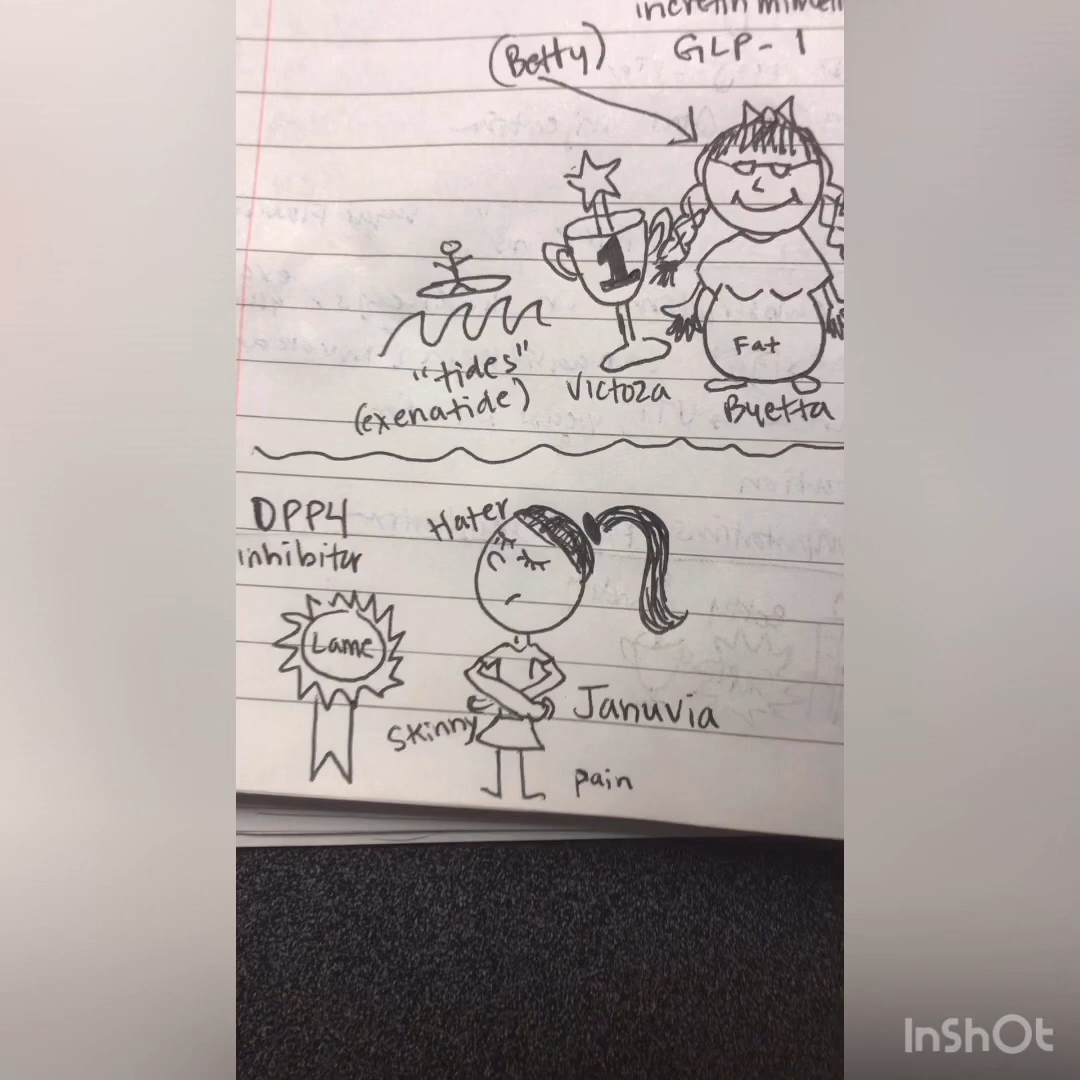 (Betty)
GLP-1
1
Fat
"tides"
(exenatide)
Victoza
Byetta
DPP4
inhibitor
Hater
Lame
Skinny
Januvia
pain
InShOt